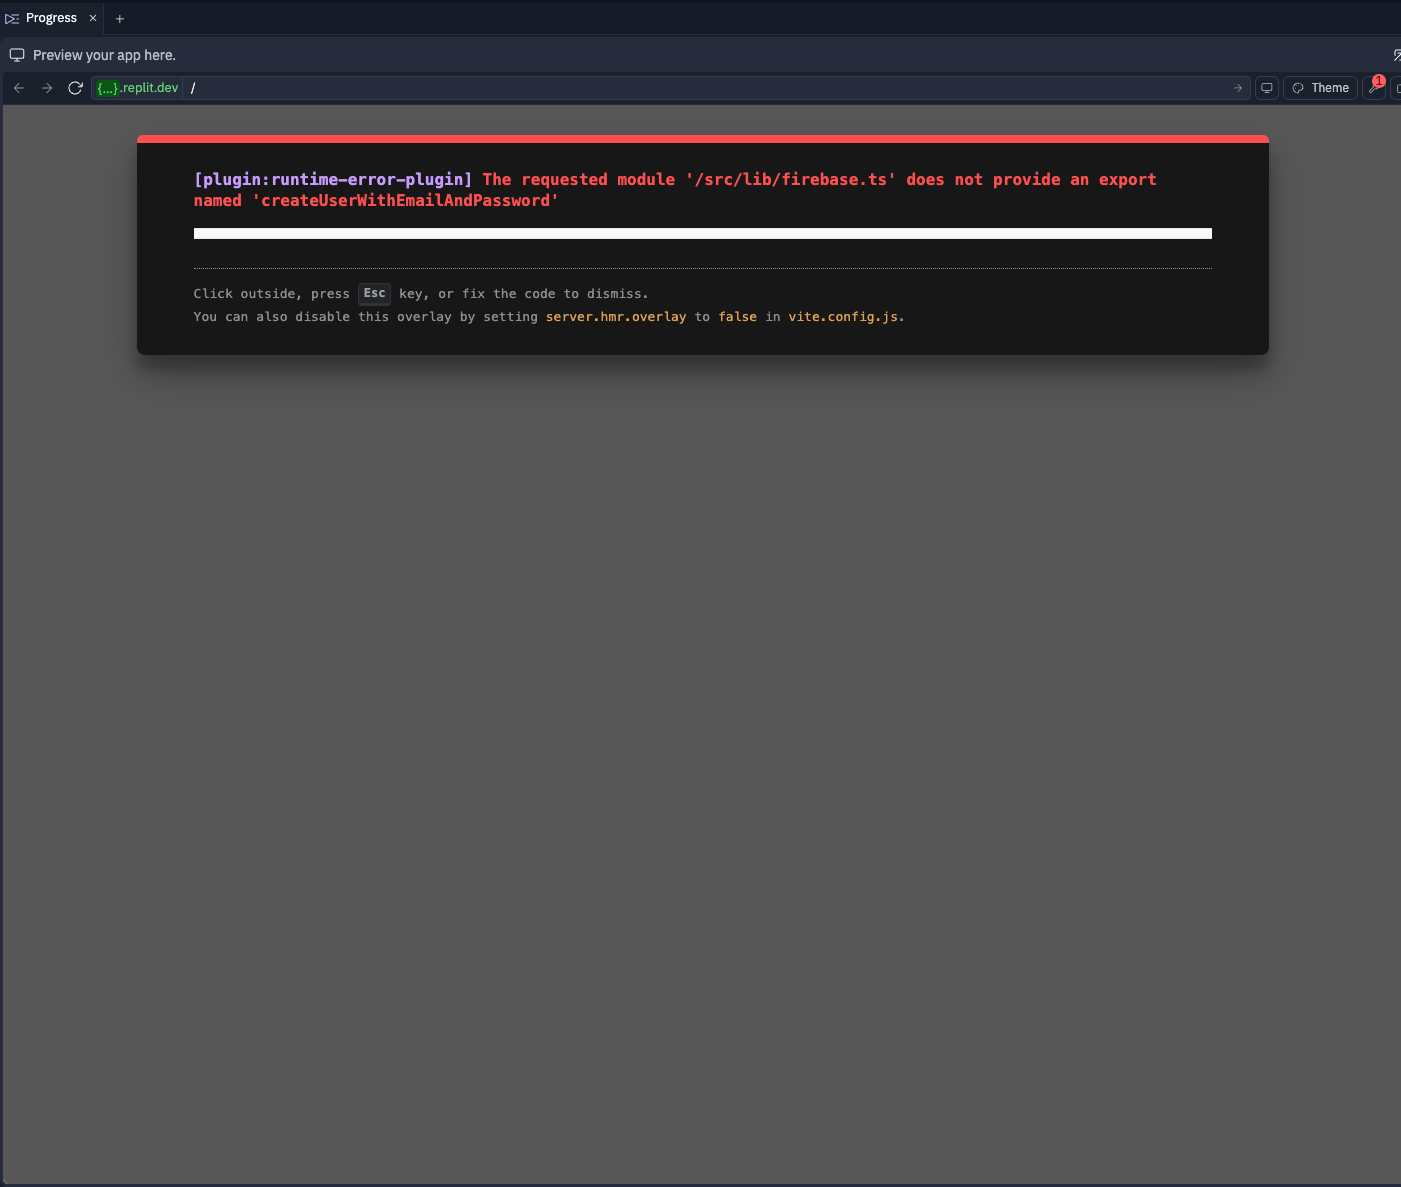 Progress
Preview your app here.
{...}.replit.dev /
Theme
1
[plugin:runtime-error-plugin] The requested module '/src/lib/firebase.ts' does not provide an export
named 'createUserWithEmailAndPassword'
Click outside, press Esc key, or fix the code to dismiss.
You can also disable this overlay by setting server.hmr.overlay to false in vite.config.js.